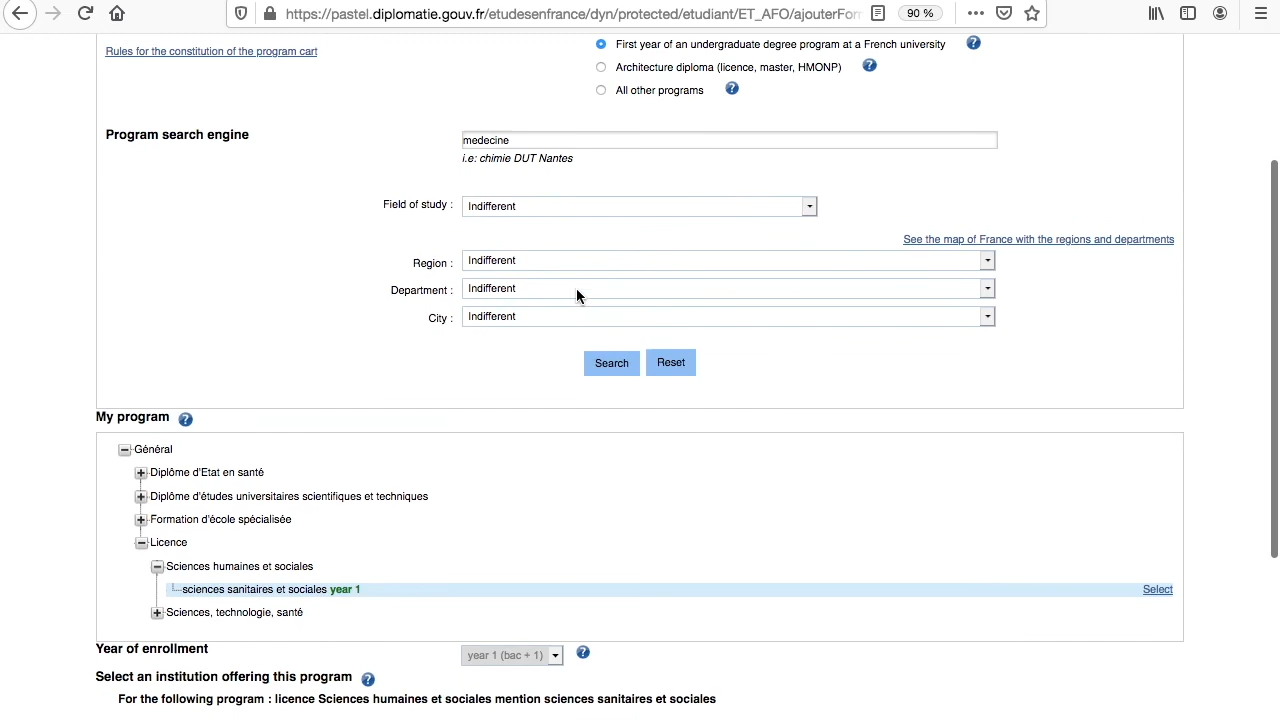 https://pastel.diplomatie.gouv.fr/etudesenfrance/dyn/protected/etudiant/ET_AFO/ajouterFor
90 %
Rules for the constitution of the program cart
First year of an undergraduate degree program at a French university
Architecture diploma (licence, master, HMONP)
All other programs
Program search engine
medecine
i.e: chimie DUT Nantes
Field of study :
Indifferent
See the map of France with the regions and departments
Region :
Indifferent
Department :
Indifferent
City :
Indifferent
Search
Reset
My program
Général
Diplôme d'Etat en santé
Diplôme d'études universitaires scientifiques et techniques
Formation d'école spécialisée
Licence
Sciences humaines et sociales
sciences sanitaires et sociales year 1
Select
Sciences, technologie, santé
Year of enrollment
year 1 (bac + 1)
Select an institution offering this program
For the following program : licence Sciences humaines et sociales mention sciences sanitaires et sociales